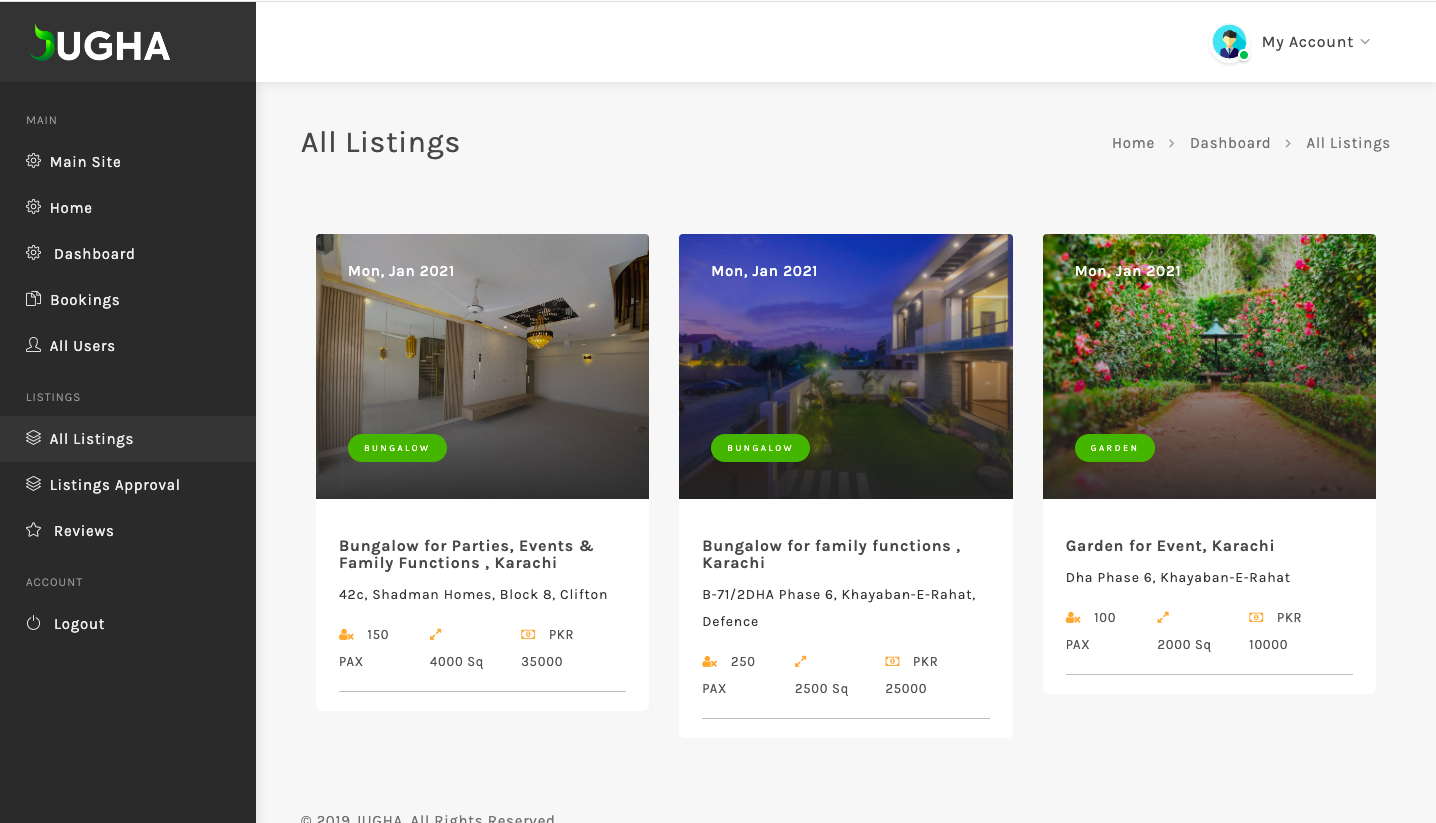 JUGHA
My Account
MAIN
Main Site
Home
Dashboard
Bookings
All Users
LISTINGS
All Listings
Listings Approval
Reviews
ACCOUNT
Logout
All Listings
Home > Dashboard > All Listings
Mon, Jan 2021
BUNGALOW
Bungalow for Parties, Events &
Family Functions , Karachi
42c, Shadman Homes, Block 8, Clifton
150 PKR
PAX 4000 Sq 35000
Mon, Jan 2021
BUNGALOW
Bungalow for family functions ,
Karachi
B-71/2DHA Phase 6, Khayaban-E-Rahat,
Defence
250 PKR
PAX 2500 Sq 25000
Mon, Jan 2021
GARDEN
Garden for Event, Karachi
Dha Phase 6, Khayaban-E-Rahat
100 PKR
PAX 2000 Sq 10000
© 2019 JUGHA. All Rights Reserved